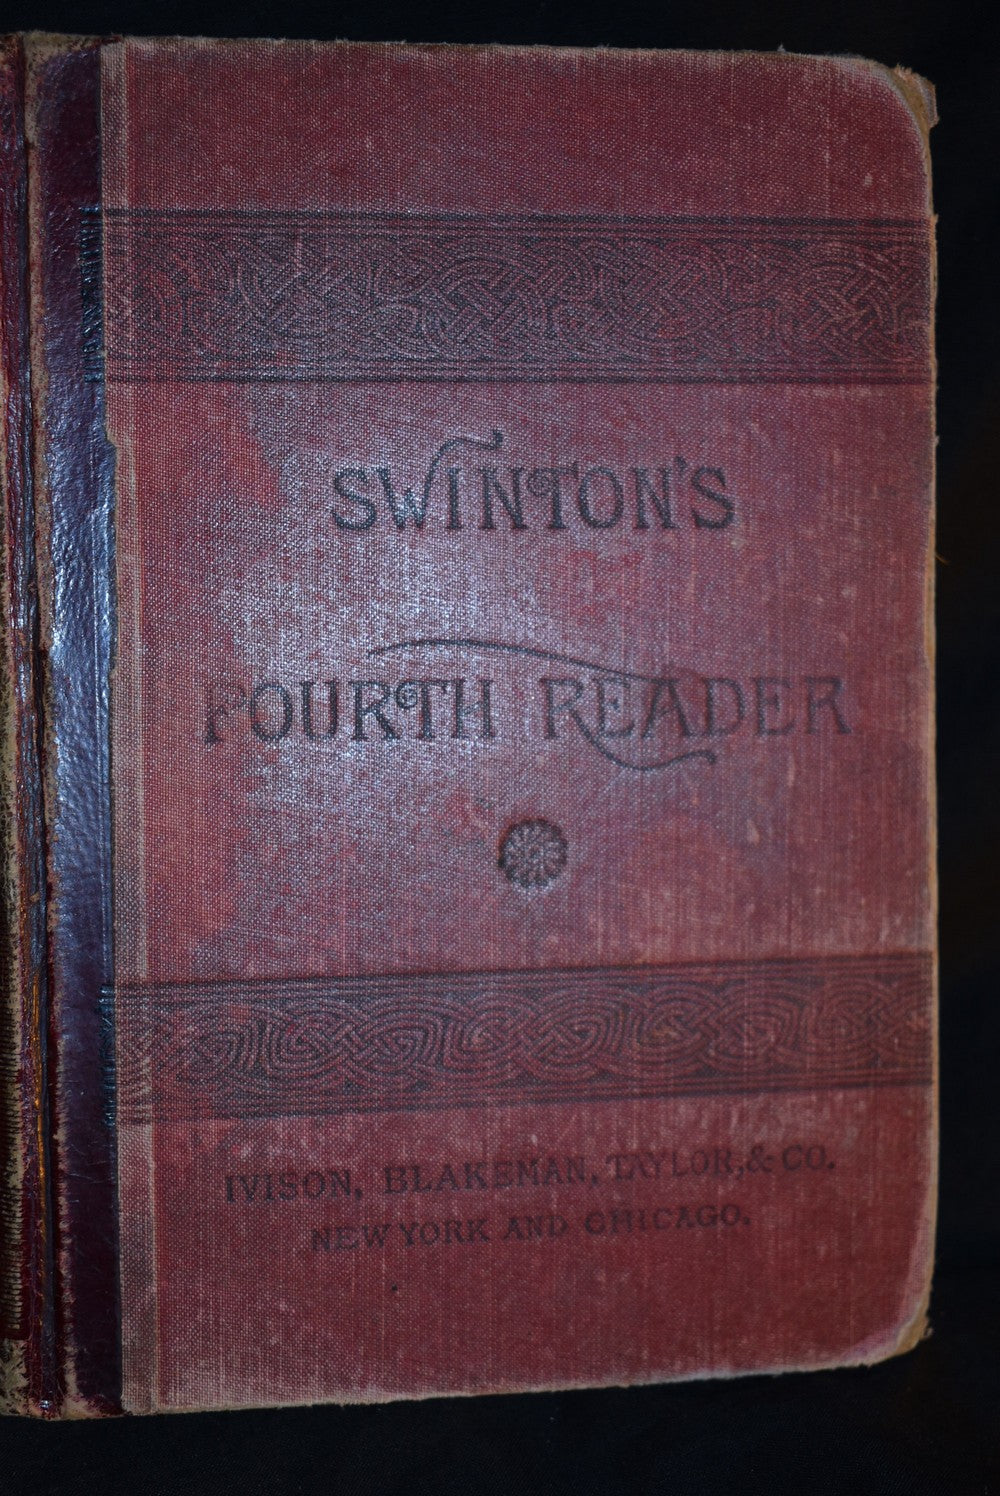 SWINTON'S
FOURTH READER
IVISON, BLAKEMAN, TAYLOR, & CO.
NEW YORK AND CHICAGO.